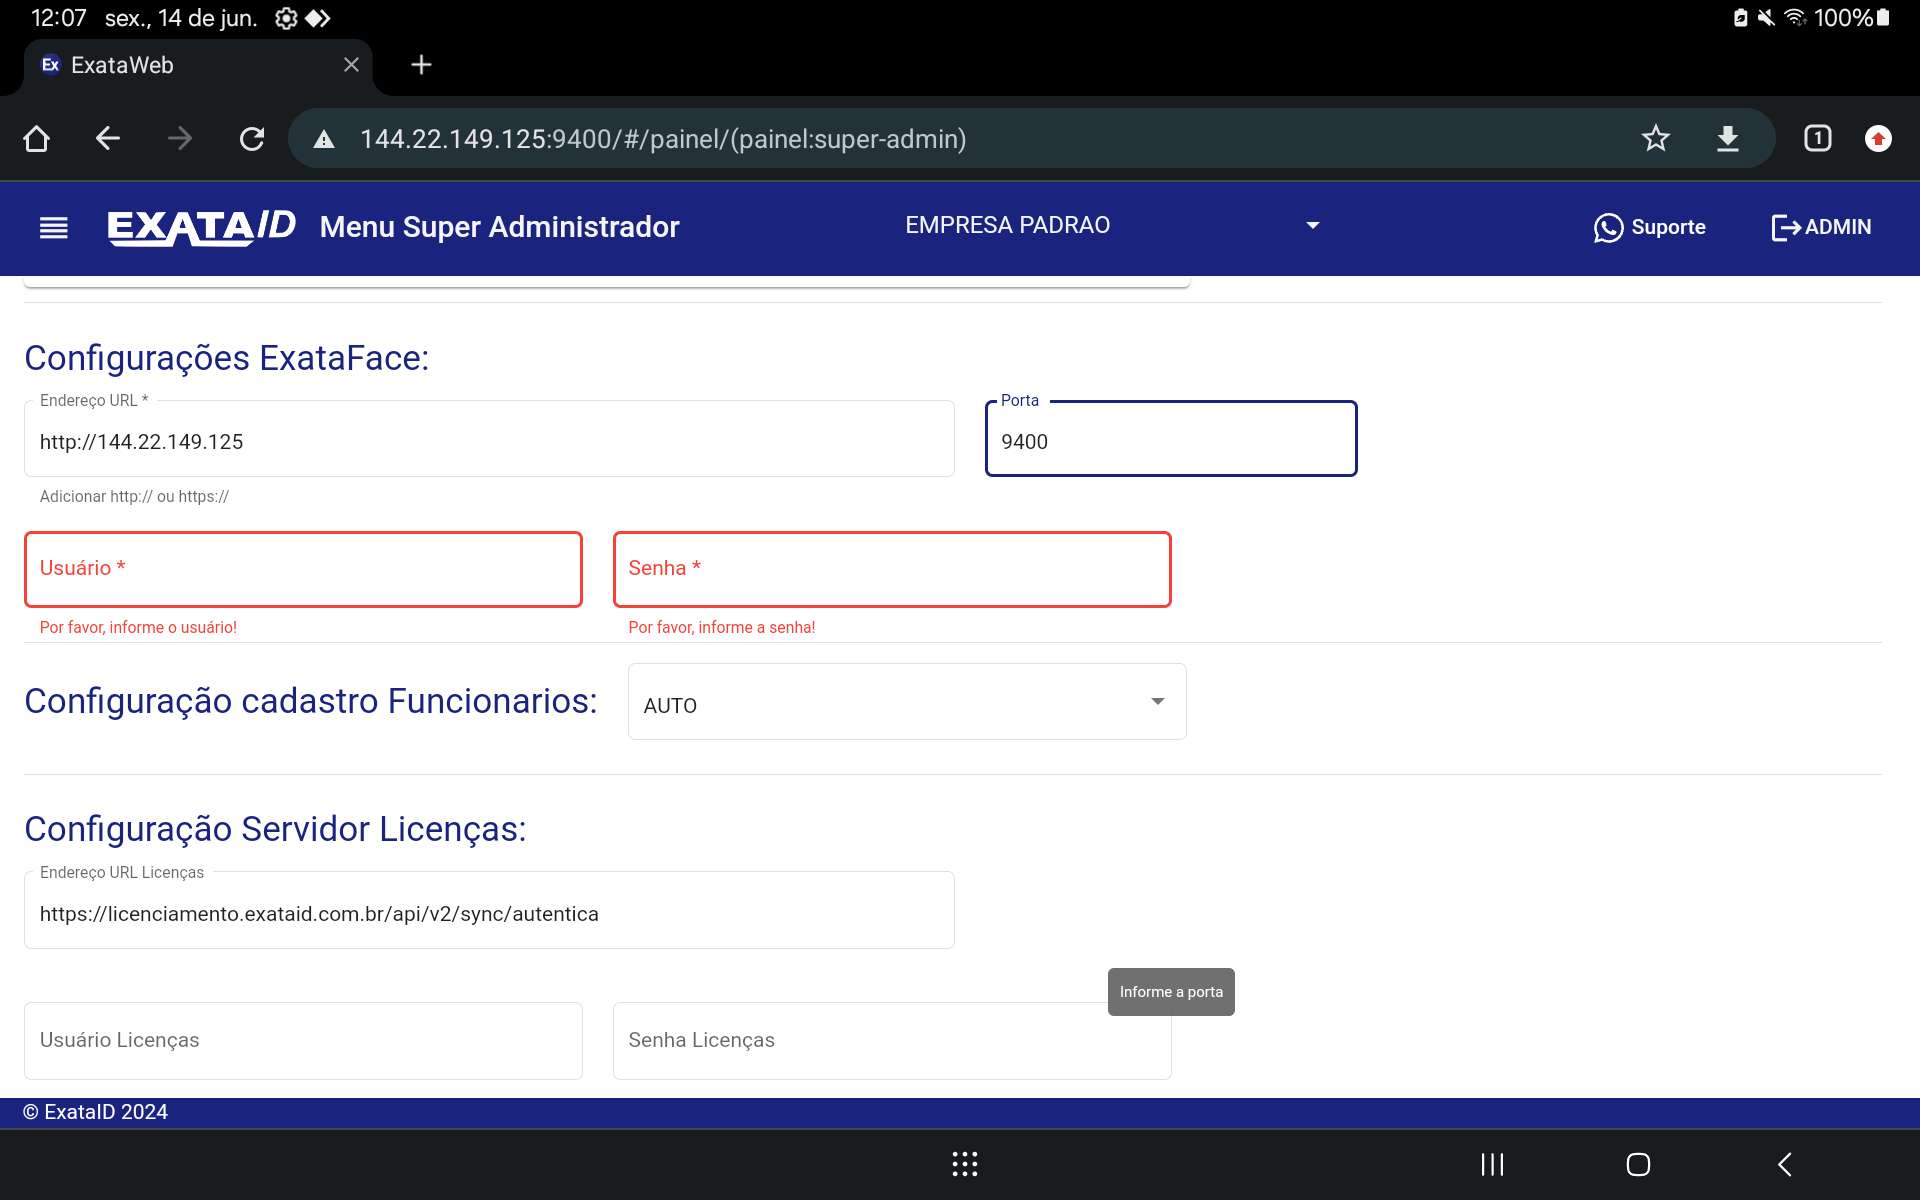 12:07 sex., 14 de jun. 100%
Ex ExataWeb
144.22.149.125:9400/#/painel/(painel:super-admin) 1
EXATAID Menu Super Administrador EMPRESA PADRAO Suporte ADMIN
Configurações ExataFace:
Endereço URL * Porta
http://144.22.149.125 9400
Adicionar http:// ou https://
Usuário * Senha *
Por favor, informe o usuário! Por favor, informe a senha!
Configuração cadastro Funcionarios: AUTO
Configuração Servidor Licenças:
Endereço URL Licenças
https://licenciamento.exataid.com.br/api/v2/sync/autentica
Informe a porta
Usuário Licenças Senha Licenças
© ExataID 2024